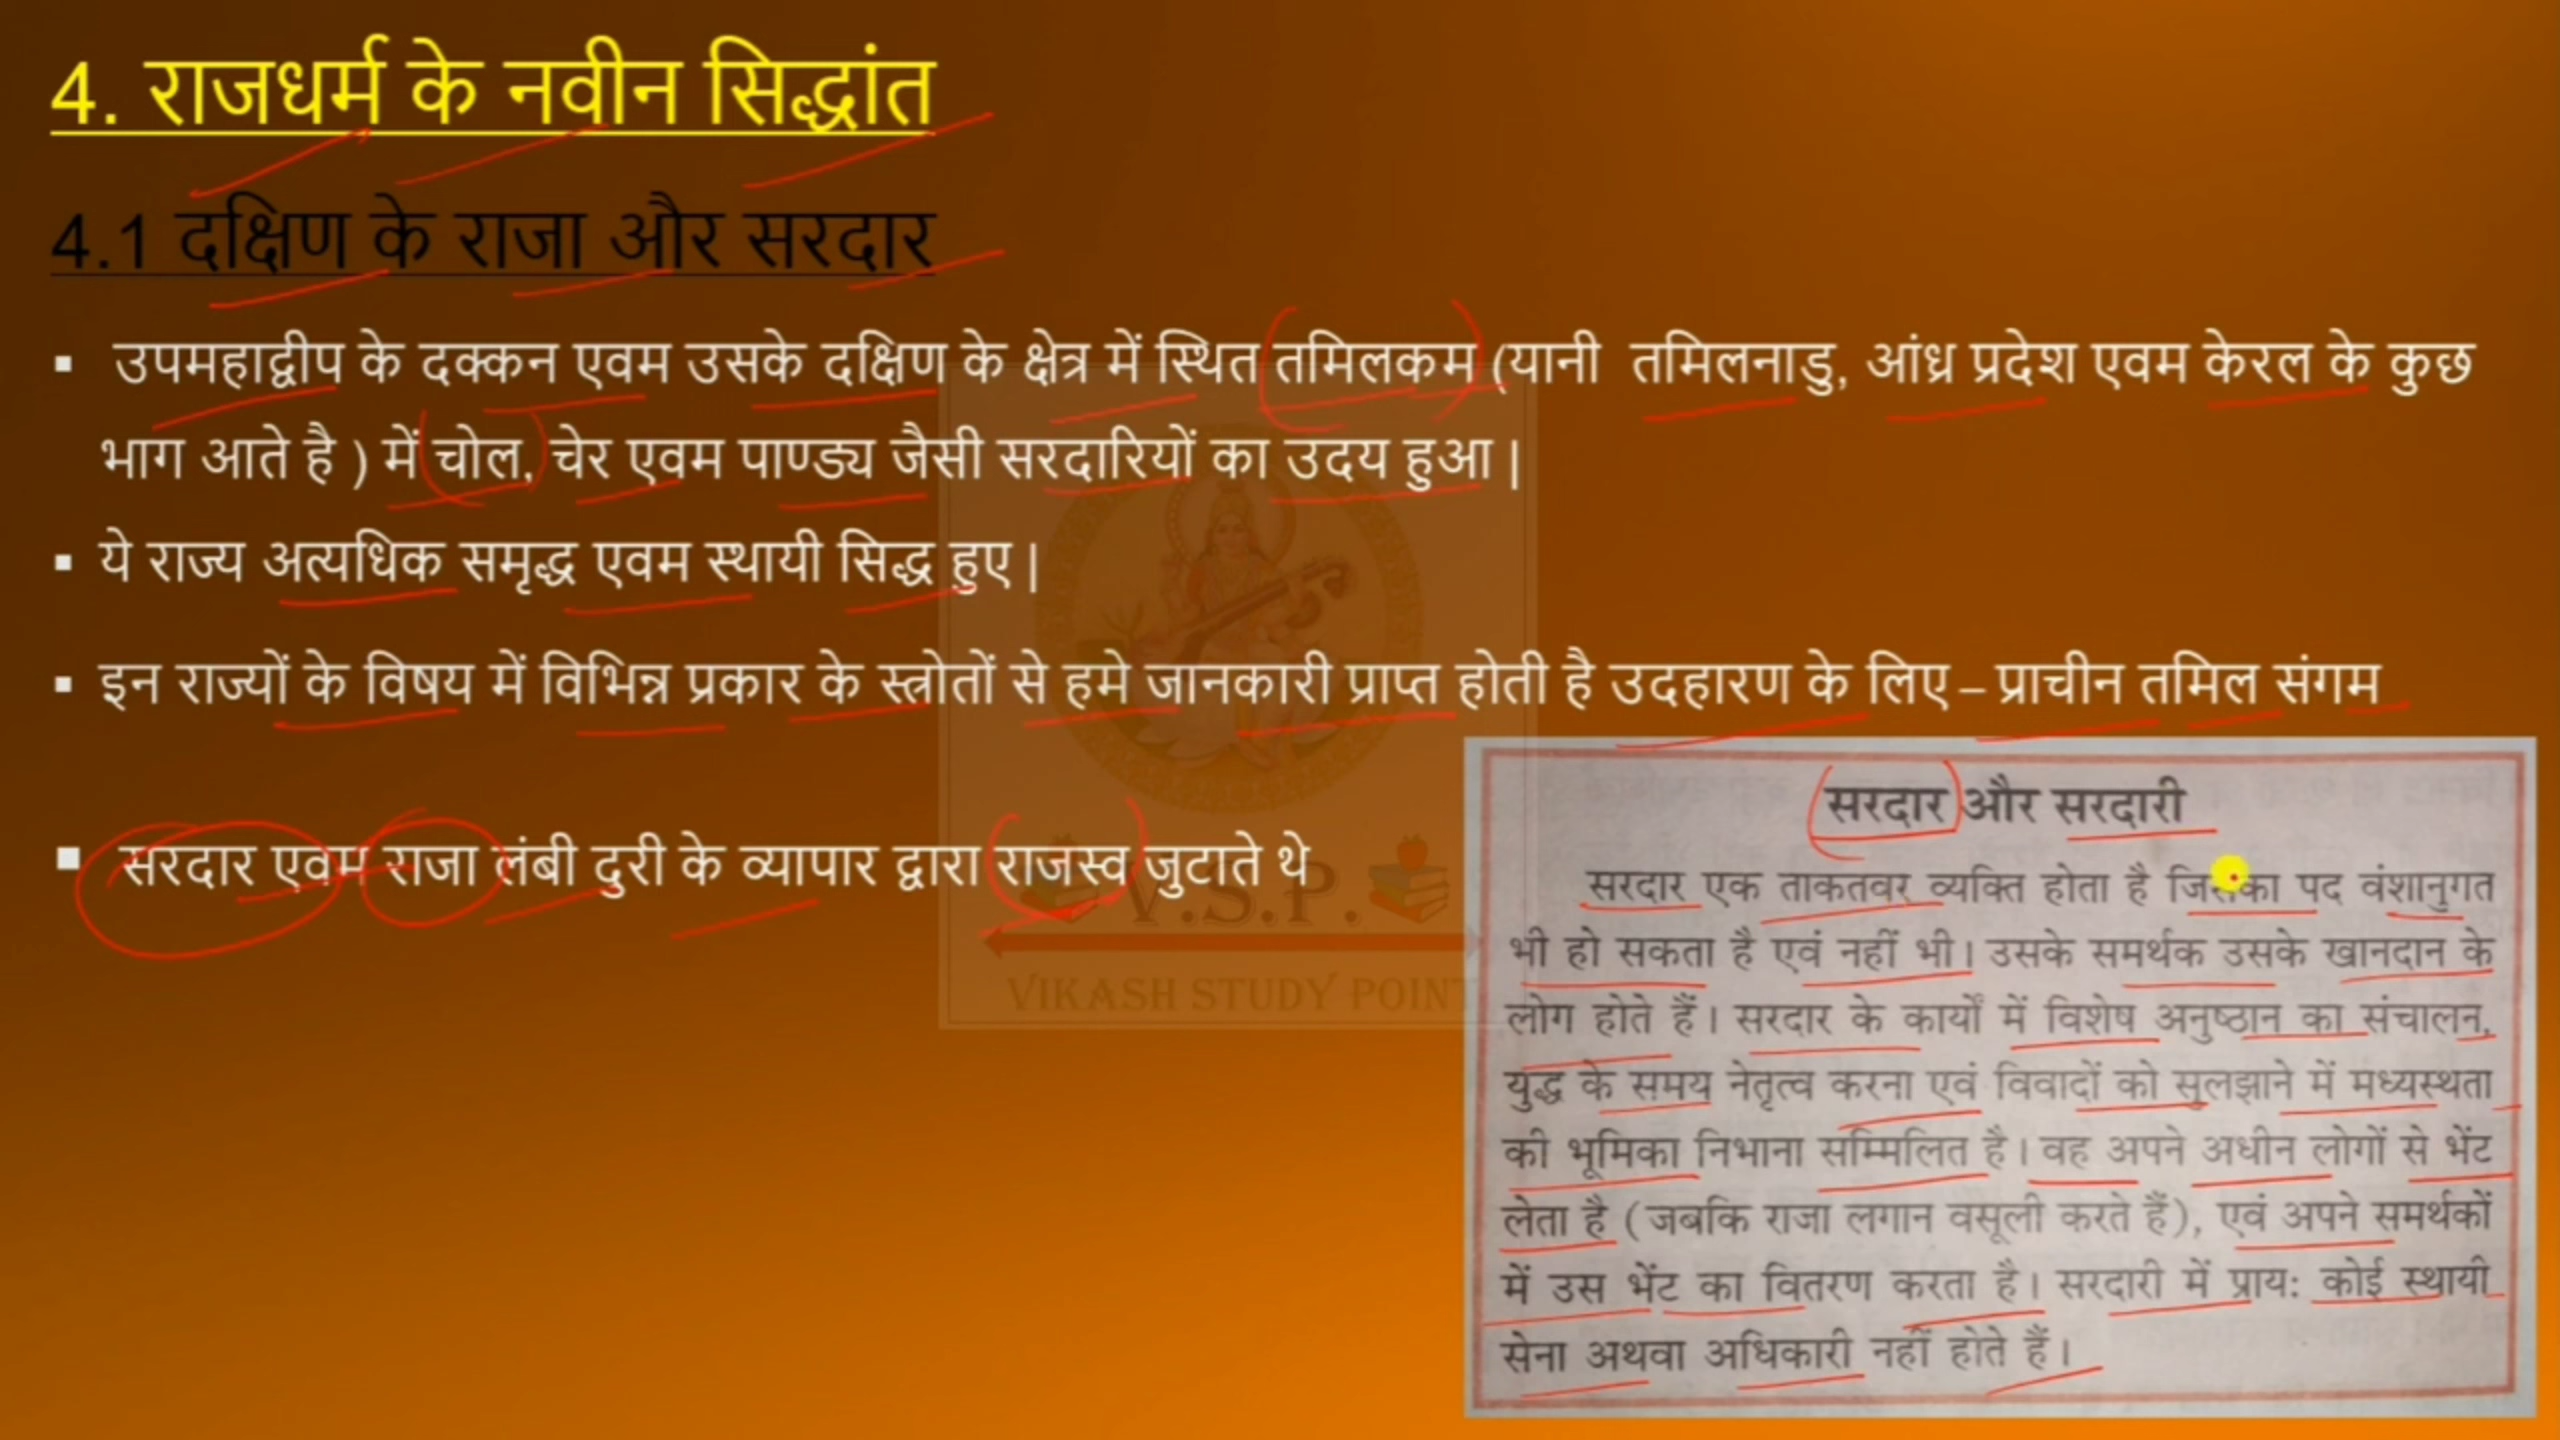 4. राजधर्म के नवीन सिद्धांत
4.1 दक्षिण के राजा और सरदार
▪ उपमहाद्वीप के दक्कन एवम उसके दक्षिण के क्षेत्र में स्थित तमिलकम (यानी तमिलनाडु, आंध्र प्रदेश एवम केरल के कुछ
भाग आते है ) में चोल, चेर एवम पाण्ड्य जैसी सरदारियों का उदय हुआ |
▪ ये राज्य अत्यधिक समृद्ध एवम स्थायी सिद्ध हुए |
▪ इन राज्यों के विषय में विभिन्न प्रकार के स्त्रोतों से हमे जानकारी प्राप्त होती है उदहारण के लिए – प्राचीन तमिल संगम
▪ सरदार एवम राजा लंबी दुरी के व्यापार द्वारा राजस्व जुटाते थे
V.S.P.
VIKASH STUDY POINT
सरदार और सरदारी
सरदार एक ताकतवर व्यक्ति होता है जिसका पद वंशानुगत
भी हो सकता है एवं नहीं भी। उसके समर्थक उसके खानदान के
लोग होते हैं। सरदार के कार्यों में विशेष अनुष्ठान का संचालन,
युद्ध के समय नेतृत्व करना एवं विवादों को सुलझाने में मध्यस्थता
की भूमिका निभाना सम्मिलित है। वह अपने अधीन लोगों से भेंट
लेता है (जबकि राजा लगान वसूली करते हैं), एवं अपने समर्थकों
में उस भेंट का वितरण करता है। सरदारी में प्राय: कोई स्थायी
सेना अथवा अधिकारी नहीं होते हैं।